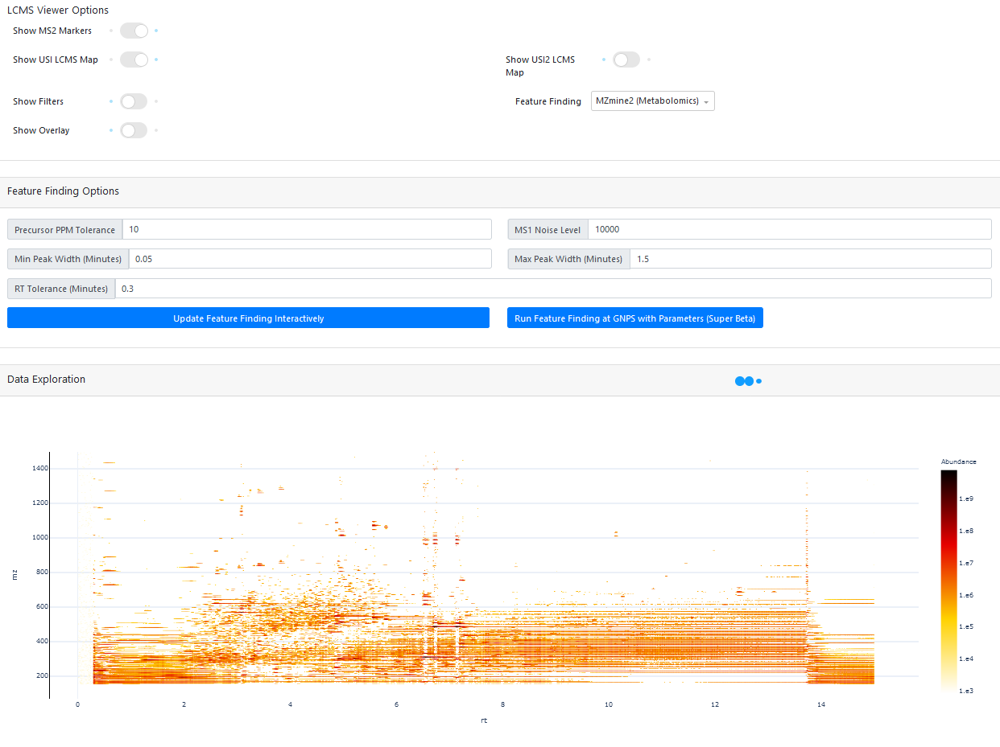 LCMS Viewer Options
Show MS2 Markers
Show USI LCMS Map
Show USI2 LCMS
Map
Show Filters
Feature Finding MZmine2 (Metabolomics)
Show Overlay
Feature Finding Options
Precursor PPM Tolerance 10
MS1 Noise Level 10000
Min Peak Width (Minutes) 0.05
Max Peak Width (Minutes) 1.5
RT Tolerance (Minutes) 0.3
Update Feature Finding Interactively
Run Feature Finding at GNPS with Parameters (Super Beta)
Data Exploration
Abundance
1400
1200
1000
800
600
400
200
mz
1.e9
1.e8
1.e7
1.e6
1.e5
1.e4
1.e3
0 2 4 6 8 10 12 14
rt